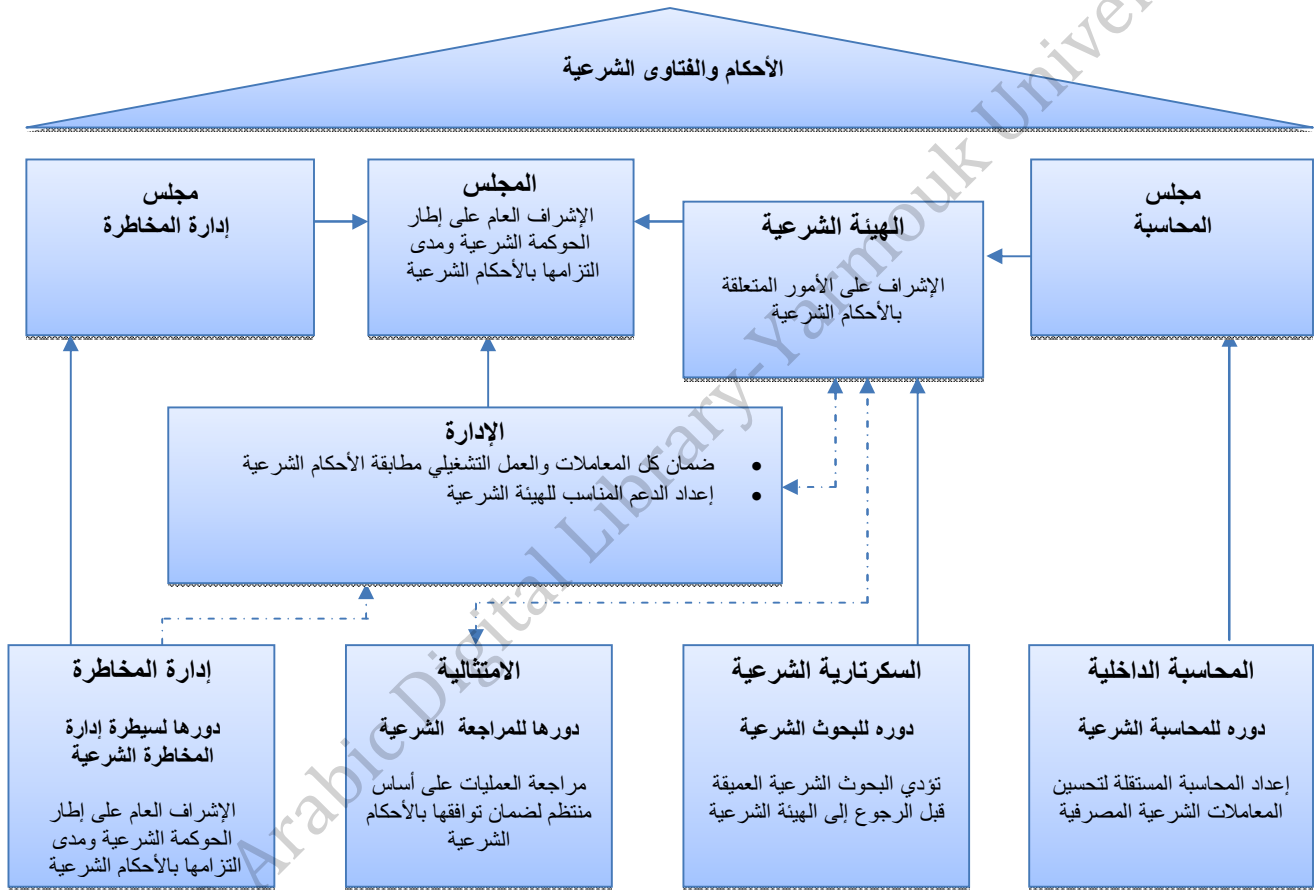 الأحكام والفتاوى الشرعية
مجلس
المحاسبة
الهيئة الشرعية
الإشراف على الأمور المتعلقة
بالأحكام الشرعية
المجلس
الإشراف العام على إطار
الحوكمة الشرعية ومدى
التزامها بالأحكام الشرعية
مجلس
إدارة المخاطرة
الإدارة
• ضمان كل المعاملات والعمل التشغيلي مطابقة الأحكام الشرعية
• إعداد الدعم المناسب للهيئة الشرعية
المحاسبة الداخلية
دوره للمحاسبة الشرعية
إعداد المحاسبة المستقلة لتحسين
المعاملات الشرعية المصرفية
السكرتارية الشرعية
دوره للبحوث الشرعية
تؤدي البحوث الشرعية العميقة
قبل الرجوع إلى الهيئة الشرعية
الامتثالية
دورها للمراجعة الشرعية
مراجعة العمليات على أساس
منتظم لضمان توافقها بالأحكام
الشرعية
إدارة المخاطرة
دورها لسيطرة إدارة
المخاطرة الشرعية
الإشراف العام على إطار
الحوكمة الشرعية ومدى
التزامها بالأحكام الشرعية
Arabic Digital Library-Yarmouk Univer